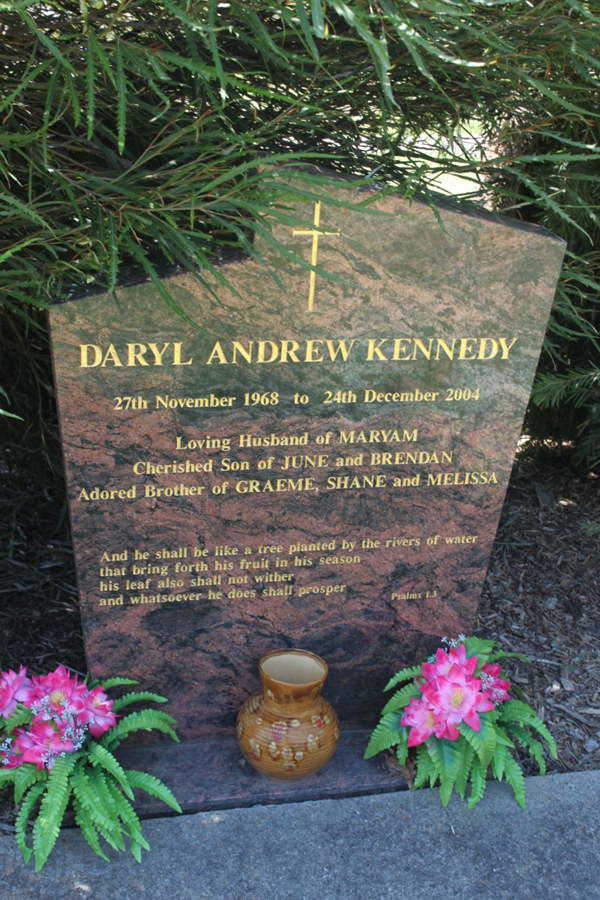 DARYL ANDREW KENNEDY
27th November 1968 to 24th December 2004
Loving Husband of MARYAM
Cherished Son of JUNE and BRENDAN
Adored Brother of GRAEME, SHANE and MELISSA
And he shall be like a tree planted by the rivers of water
that bring forth his fruit in his season
his leaf also shall not wither
and whatsoever he does shall prosper Psalms 1.3